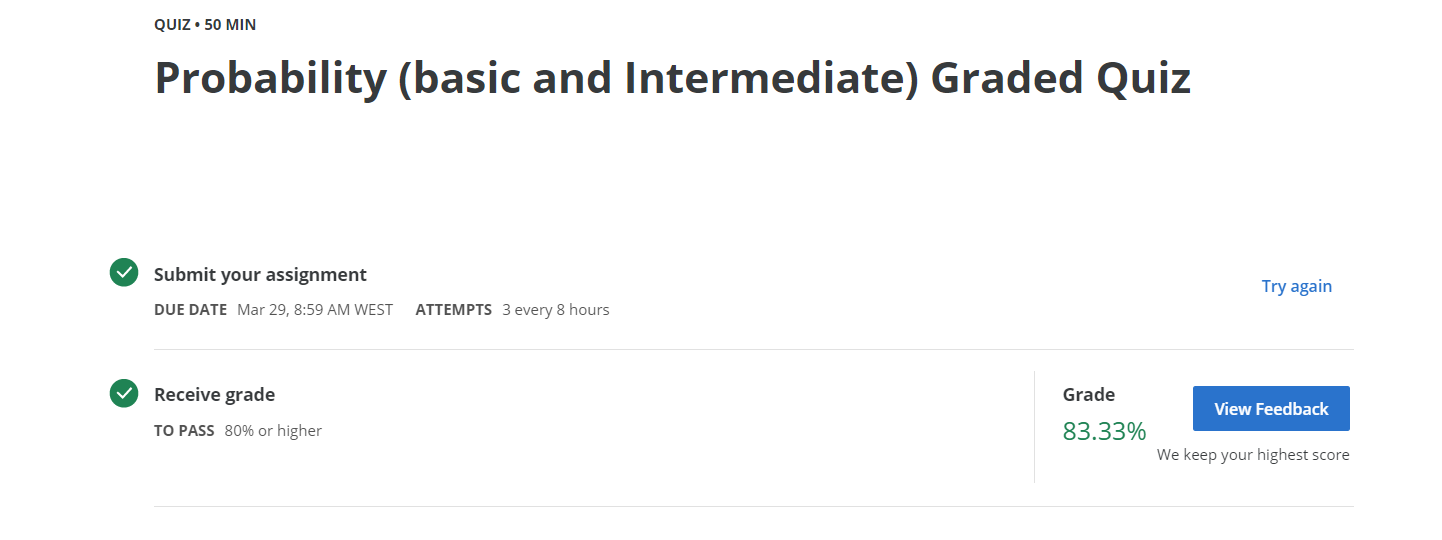 QUIZ • 50 MIN
Probability (basic and Intermediate) Graded Quiz
Submit your assignment
DUE DATE Mar 29, 8:59 AM WEST ATTEMPTS 3 every 8 hours
Try again
Receive grade
TO PASS 80% or higher
Grade
83.33%
View Feedback
We keep your highest score